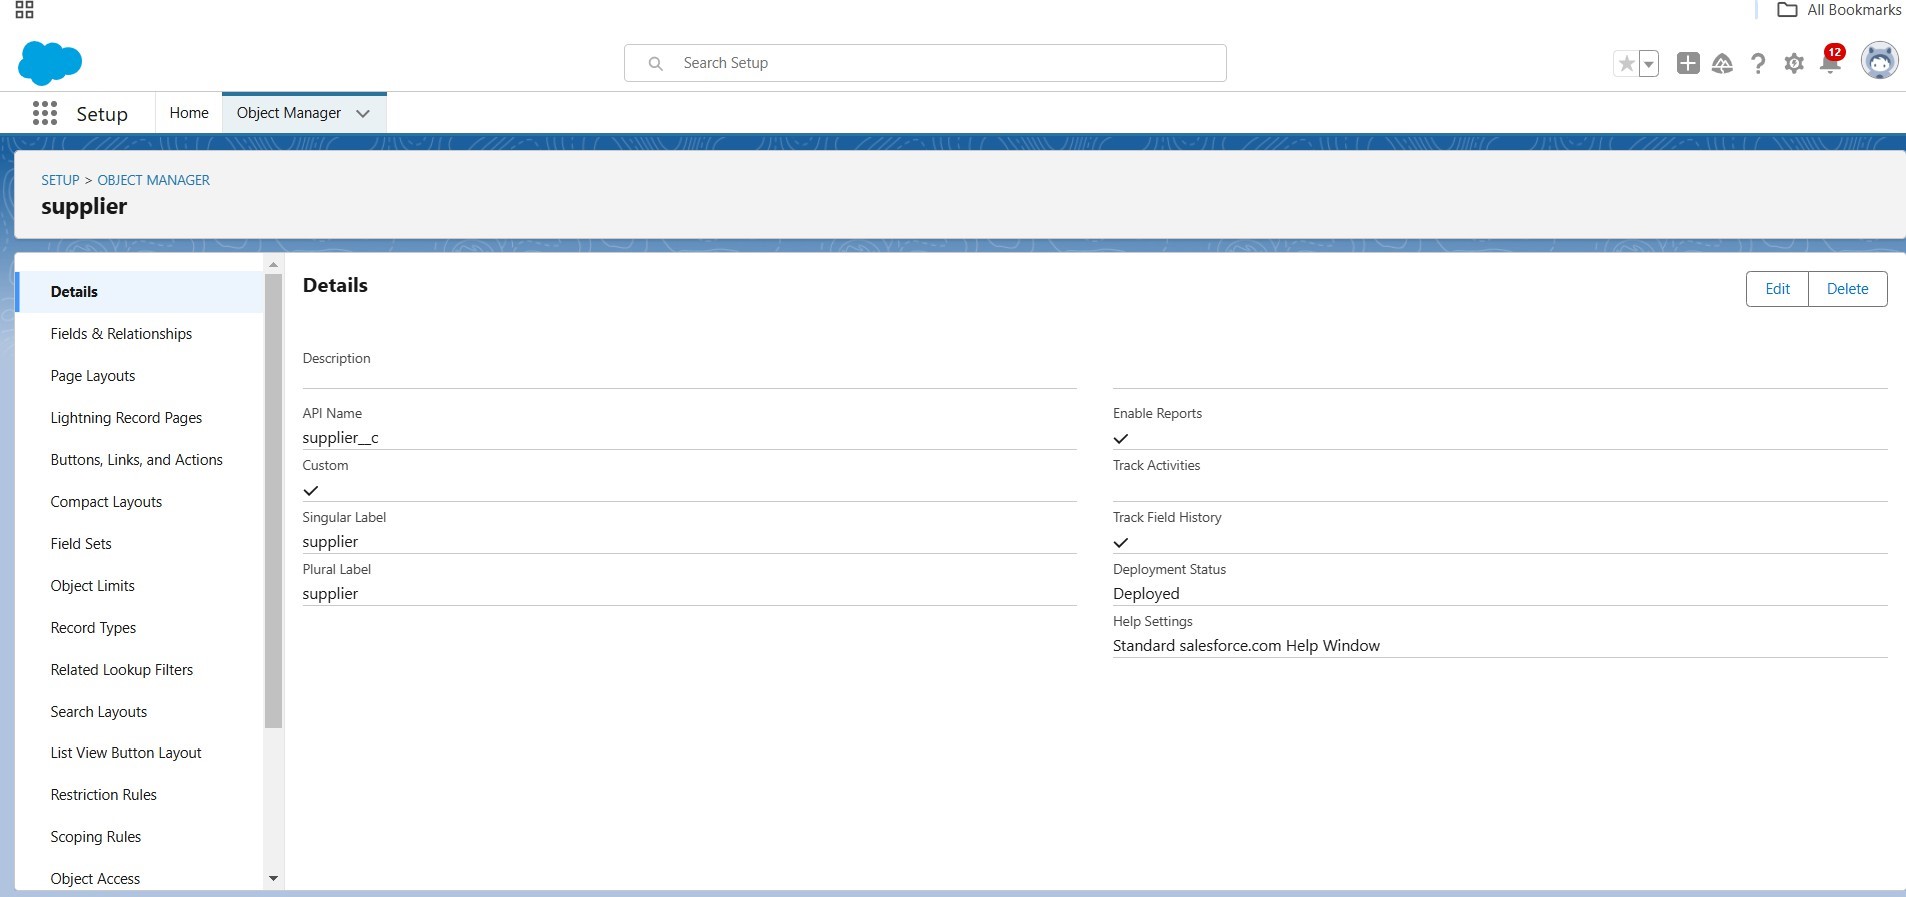 All Bookmarks
Search Setup
12
Setup
Home
Object Manager
SETUP > OBJECT MANAGER
supplier
Details
Fields & Relationships
Page Layouts
Lightning Record Pages
Buttons, Links, and Actions
Compact Layouts
Field Sets
Object Limits
Record Types
Related Lookup Filters
Search Layouts
List View Button Layout
Restriction Rules
Scoping Rules
Object Access
Details
Edit
Delete
Description
API Name
supplier__c
Custom
Singular Label
supplier
Plural Label
supplier
Enable Reports
Track Activities
Track Field History
Deployment Status
Deployed
Help Settings
Standard salesforce.com Help Window